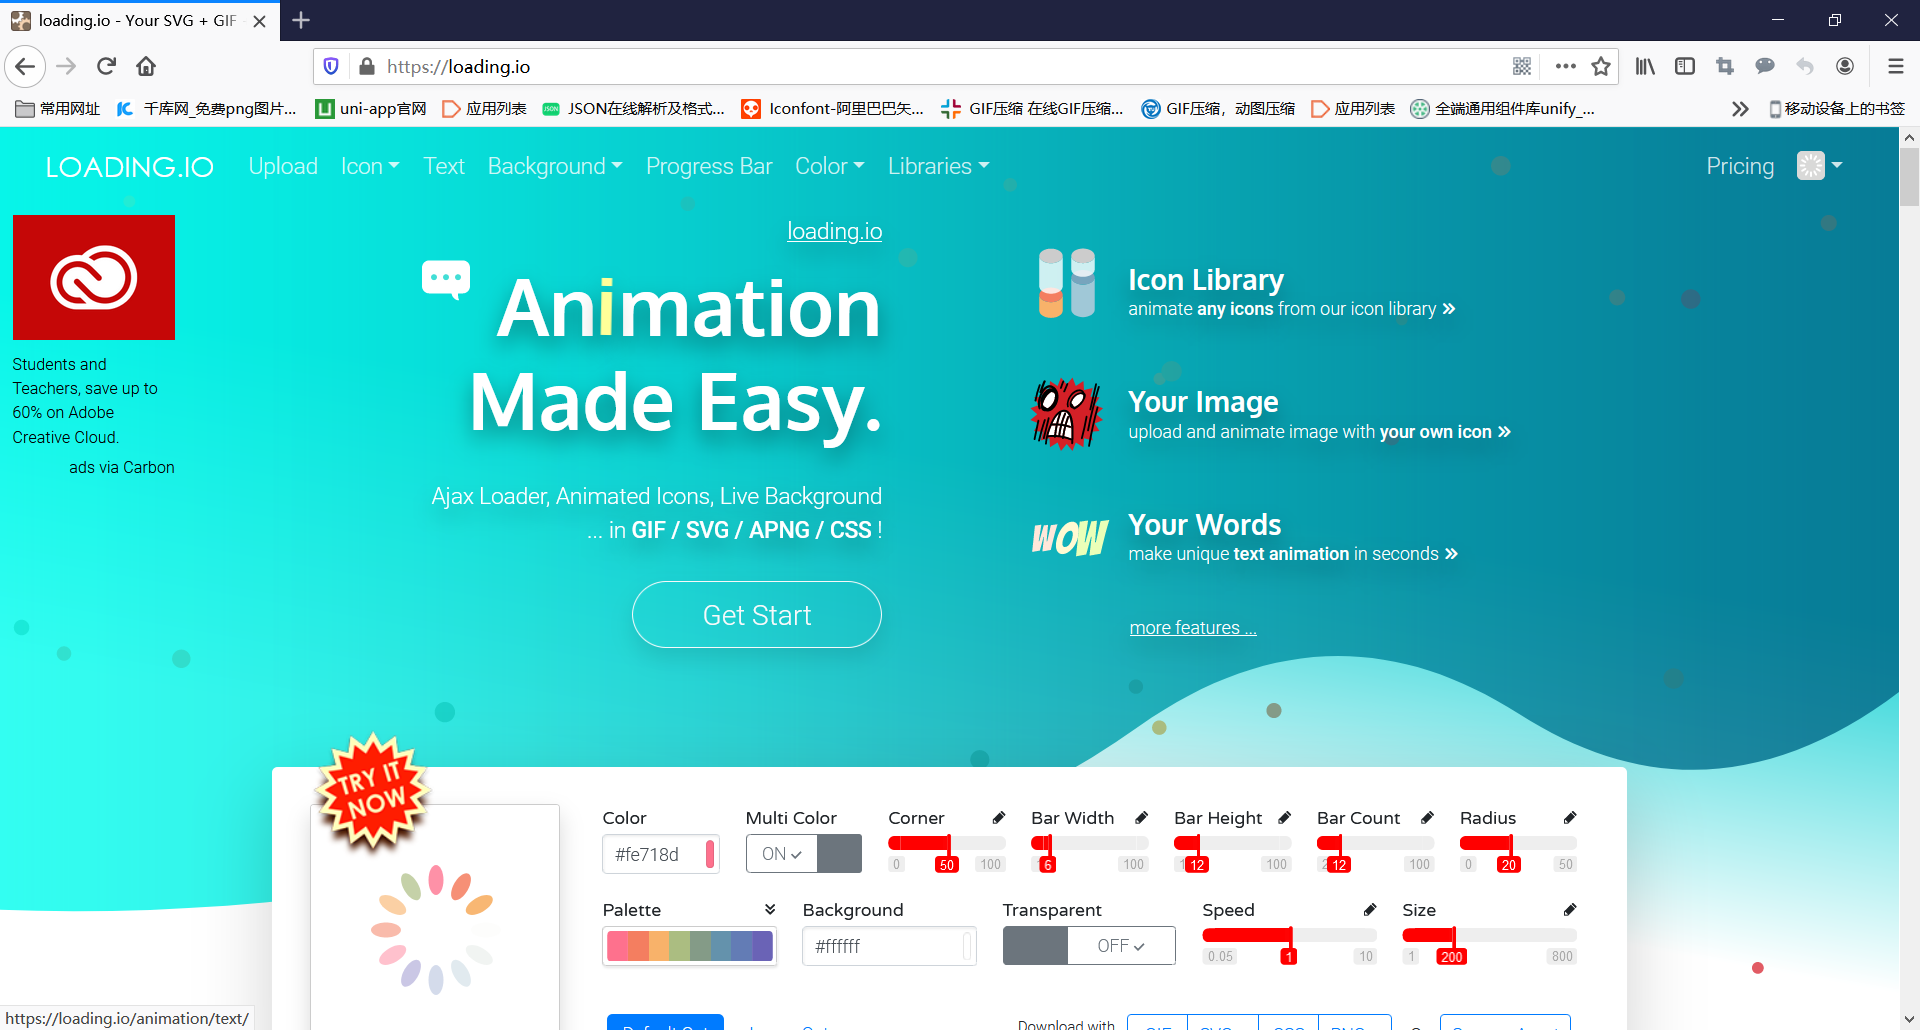 loading.io - Your SVG + GIF
https://loading.io
常用网址
千库网_免费png图片...
uni-app官网
应用列表
JSON在线解析及格式...
Iconfont-阿里巴巴矢...
GIF压缩 在线GIF压缩...
GIF压缩，动图压缩
应用列表
全端通用组件库unify_...
移动设备上的书签
LOADING.IO
Upload
Icon
Text
Background
Progress Bar
Color
Libraries
Pricing
Students and
Teachers, save up to
60% on Adobe
Creative Cloud.
ads via Carbon
loading.io
Animation
Made Easy.
Ajax Loader, Animated Icons, Live Background
... in GIF / SVG / APNG / CSS !
Get Start
Icon Library
animate any icons from our icon library
Your Image
upload and animate image with your own icon
WOW
Your Words
make unique text animation in seconds
more features ...
TRY IT
NOW
Color
Multi Color
Corner
Bar Width
Bar Height
Bar Count
Radius
#fe718d
ON
0 50 100
6 100
12 100
12 100
0 20 50
Palette
Background
Transparent
Speed
Size
#ffffff
OFF
0.05 1 10
1 200 800
https://loading.io/animation/text/
Download with